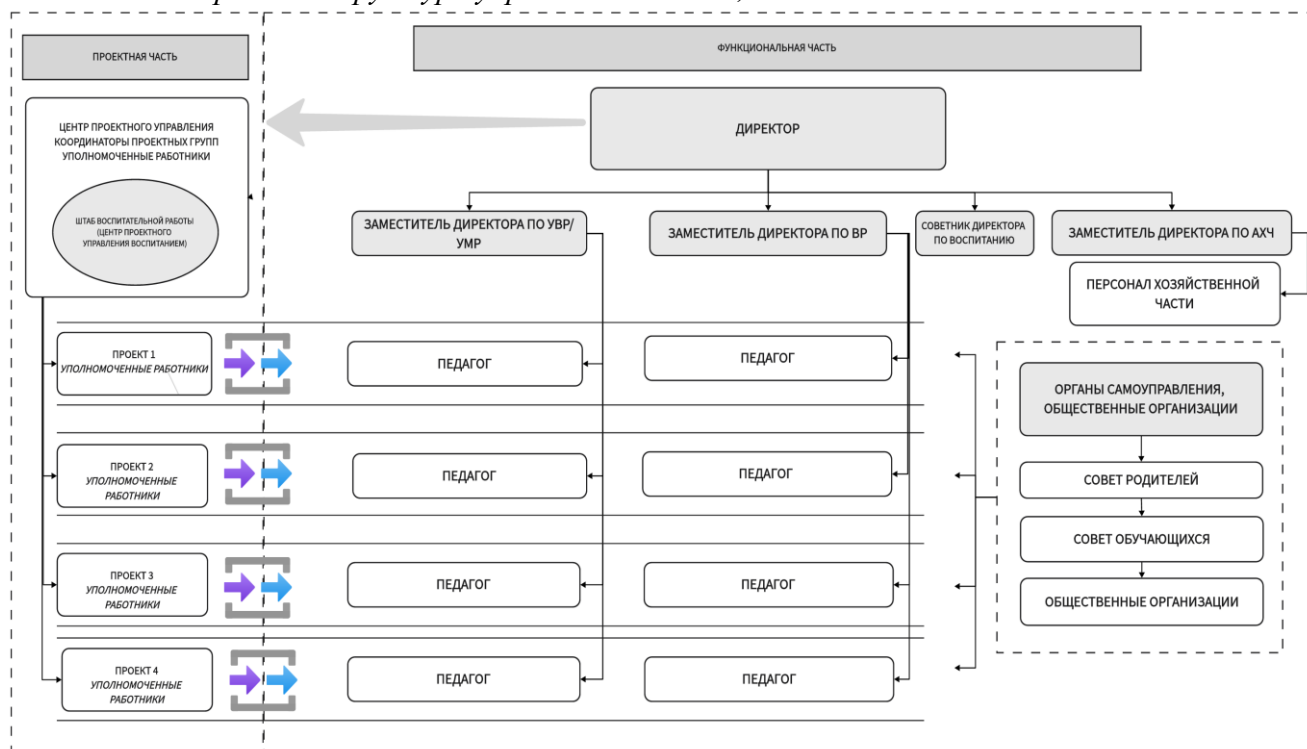 ПРОЕКТНАЯ ЧАСТЬ
ФУНКЦИОНАЛЬНАЯ ЧАСТЬ
ЦЕНТР ПРОЕКТНОГО УПРАВЛЕНИЯ
КООРДИНАТОРЫ ПРОЕКТНЫХ ГРУПП
УПОЛНОМОЧЕННЫЕ РАБОТНИКИ
ШТАБ ВОСПИТАТЕЛЬНОЙ РАБОТЫ
(ЦЕНТР ПРОЕКТНОГО
УПРАВЛЕНИЯ ВОСПИТАНИЕМ)
ДИРЕКТОР
ЗАМЕСТИТЕЛЬ ДИРЕКТОРА ПО УВР/
УМР
ЗАМЕСТИТЕЛЬ ДИРЕКТОРА ПО ВР
СОВЕТНИК ДИРЕКТОРА
ПО ВОСПИТАНИЮ
ЗАМЕСТИТЕЛЬ ДИРЕКТОРА ПО АХЧ
ПЕРСОНАЛ ХОЗЯЙСТВЕННОЙ
ЧАСТИ
ПРОЕКТ 1
УПОЛНОМОЧЕННЫЕ РАБОТНИКИ
ПЕДАГОГ
ПЕДАГОГ
ПРОЕКТ 2
УПОЛНОМОЧЕННЫЕ
РАБОТНИКИ
ПЕДАГОГ
ПЕДАГОГ
ПРОЕКТ 3
УПОЛНОМОЧЕННЫЕ
РАБОТНИКИ
ПЕДАГОГ
ПЕДАГОГ
ПРОЕКТ 4
УПОЛНОМОЧЕННЫЕ
РАБОТНИКИ
ПЕДАГОГ
ПЕДАГОГ
ОРГАНЫ САМОУПРАВЛЕНИЯ,
ОБЩЕСТВЕННЫЕ ОРГАНИЗАЦИИ
СОВЕТ РОДИТЕЛЕЙ
СОВЕТ ОБУЧАЮЩИХСЯ
ОБЩЕСТВЕННЫЕ ОРГАНИЗАЦИИ